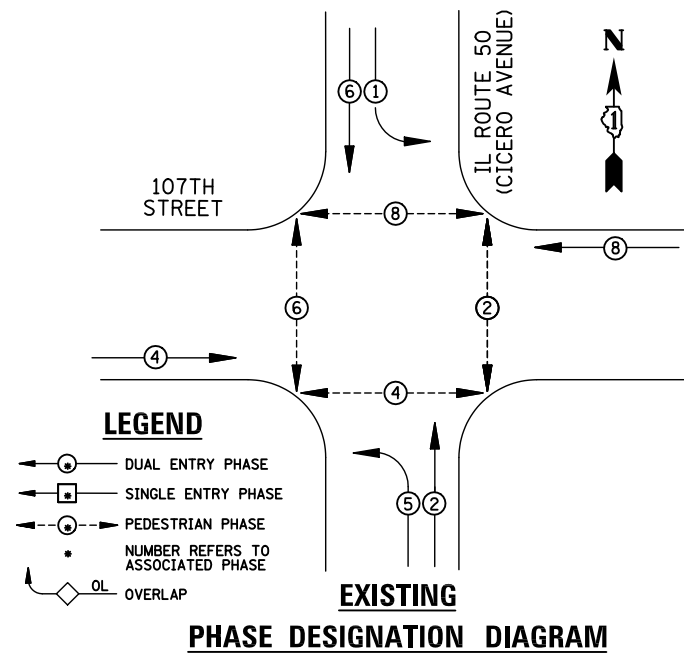 6
1
IL ROUTE 50
(CICERO AVENUE)
N
1
107TH
STREET
8
8
6
2
4
4
5
2
LEGEND
* DUAL ENTRY PHASE
* SINGLE ENTRY PHASE
* PEDESTRIAN PHASE
* NUMBER REFERS TO
ASSOCIATED PHASE
OL OVERLAP
EXISTING
PHASE DESIGNATION DIAGRAM